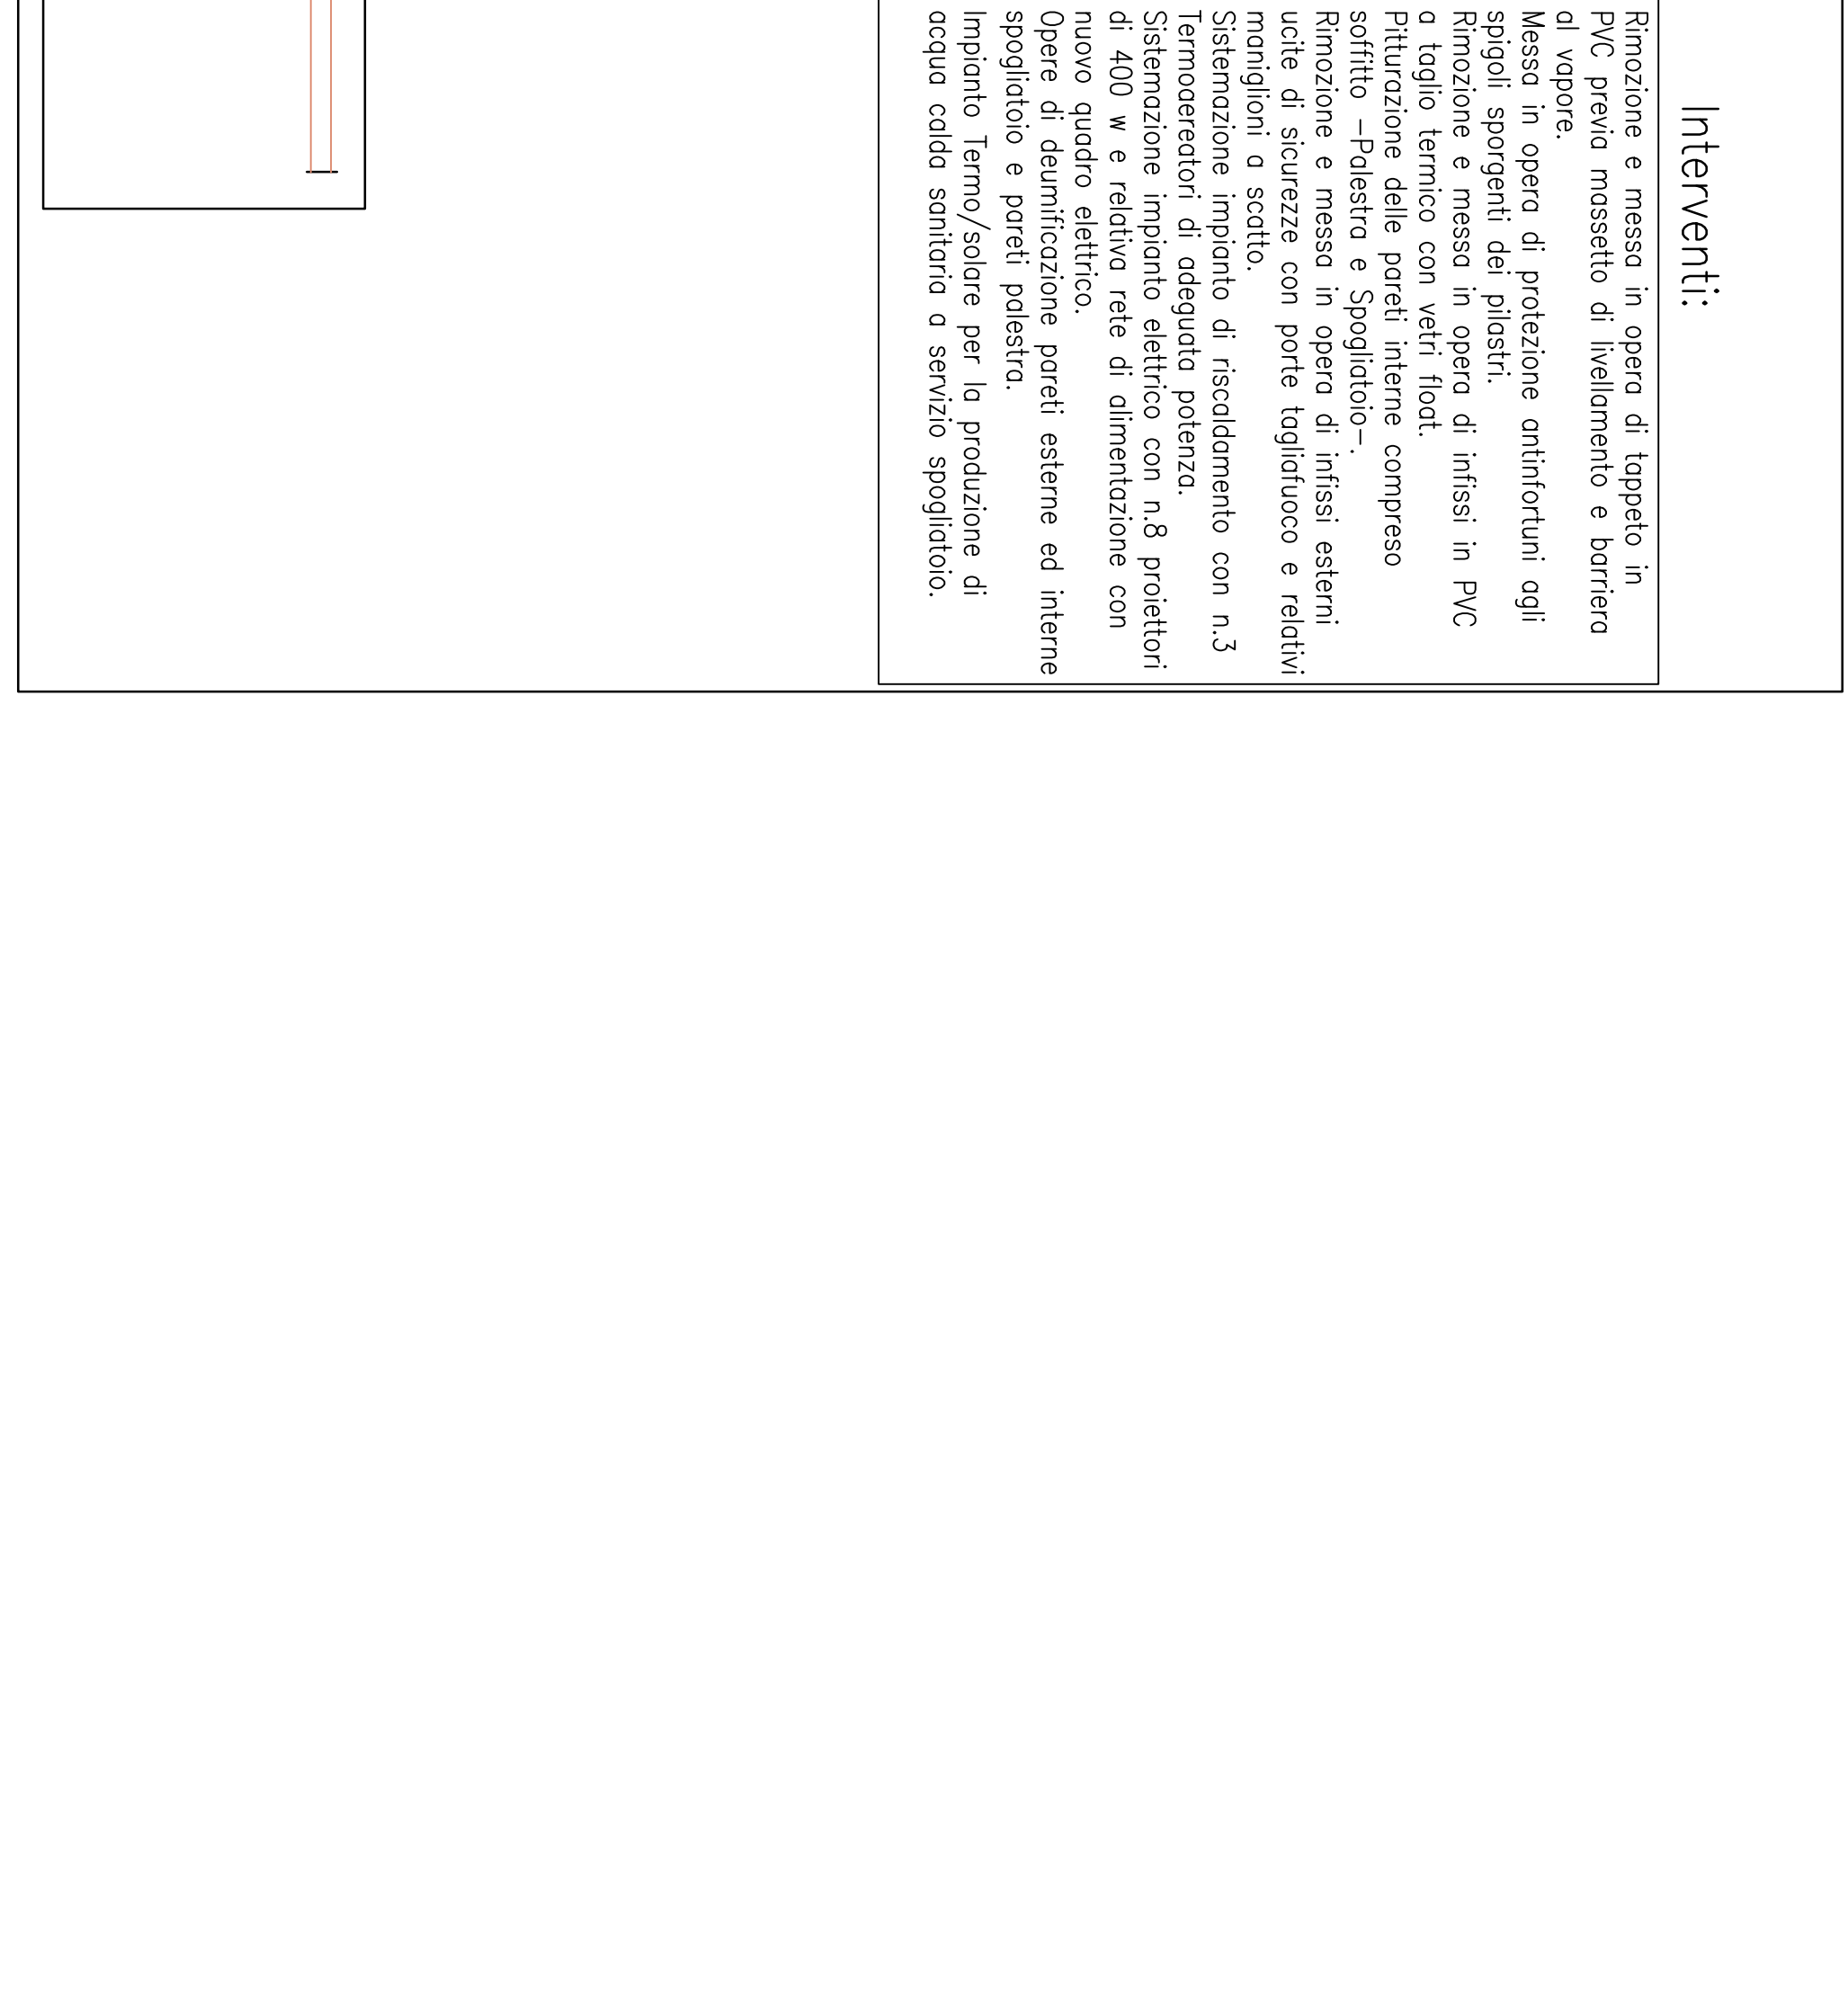 Interventi:
Rimozione e messa in opera di tappeto in
PVC previa massetto di livellamento e barriera
al vapore.
Messa in opera di protezione antinfortuni agli
spigoli sporgenti dei pilastri.
Rimozione e messa in opera di infissi in PVC
a taglio termico con vetri float.
Pitturazione delle pareti interne compreso
soffitto –Palestra e Spogliatoio–.
Rimozione e messa in opera di infissi esterni
ucite di sicurezze con porte tagliafuoco e relativi
maniglioni a scatto.
Sistemazione impianto di riscaldamento con n.3
Termoaereatori di adeguata potenza.
Sistemazione impianto elettrico con n.8 proiettori
di 400 w e relativa rete di alimentazione con
nuovo quadro elettrico.
Opere di deumificazione pareti esterne ed interne
spogliatoio e pareti palestra.
Impianto Termo/solare per la produzione di
acqua calda sanitaria a servizio spogliatoio.